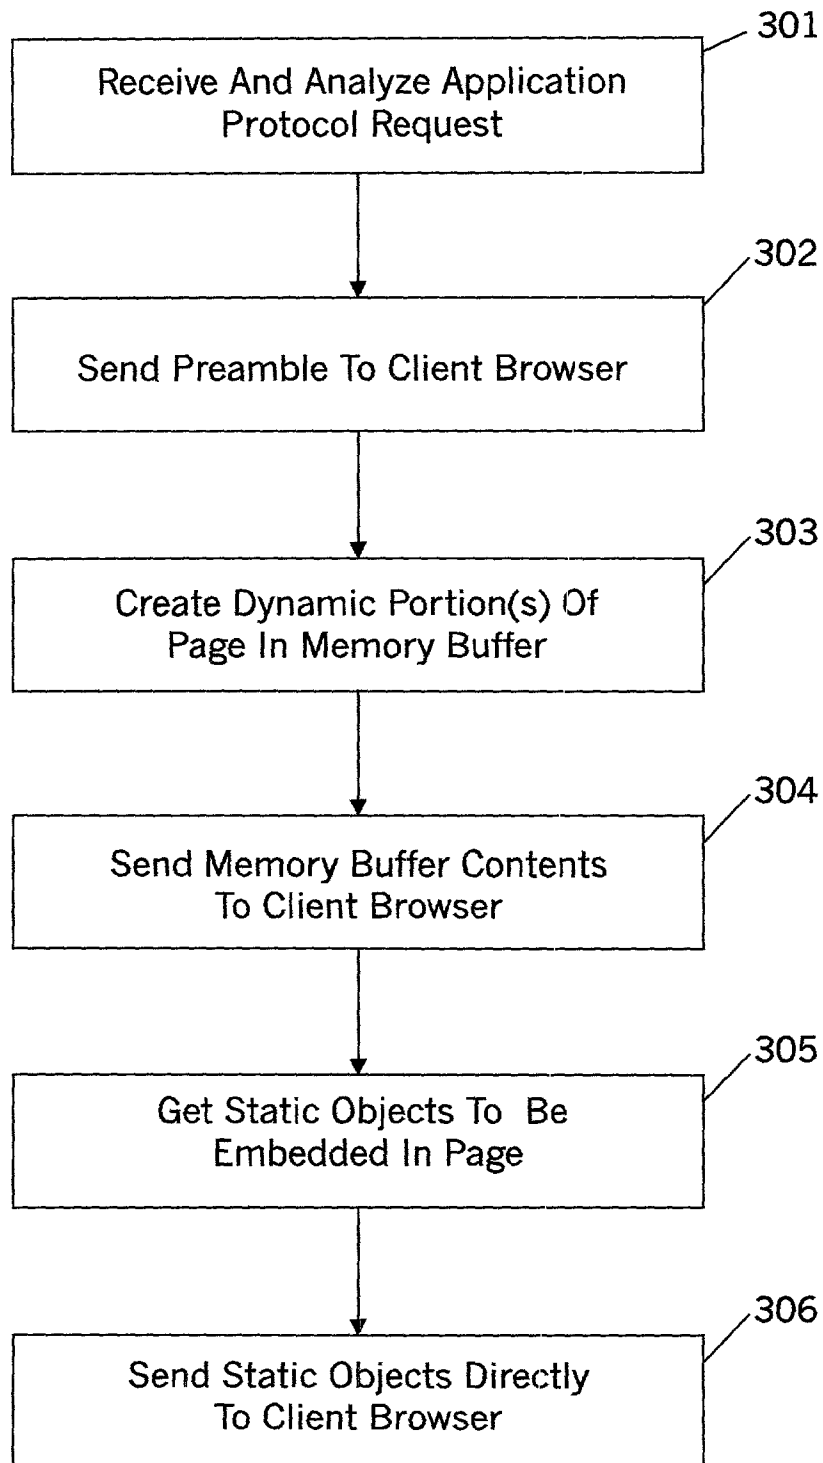 301
Receive And Analyze Application
Protocol Request
302
Send Preamble To Client Browser
303
Create Dynamic Portion(s) Of
Page In Memory Buffer
304
Send Memory Buffer Contents
To Client Browser
305
Get Static Objects To Be
Embedded In Page
306
Send Static Objects Directly
To Client Browser